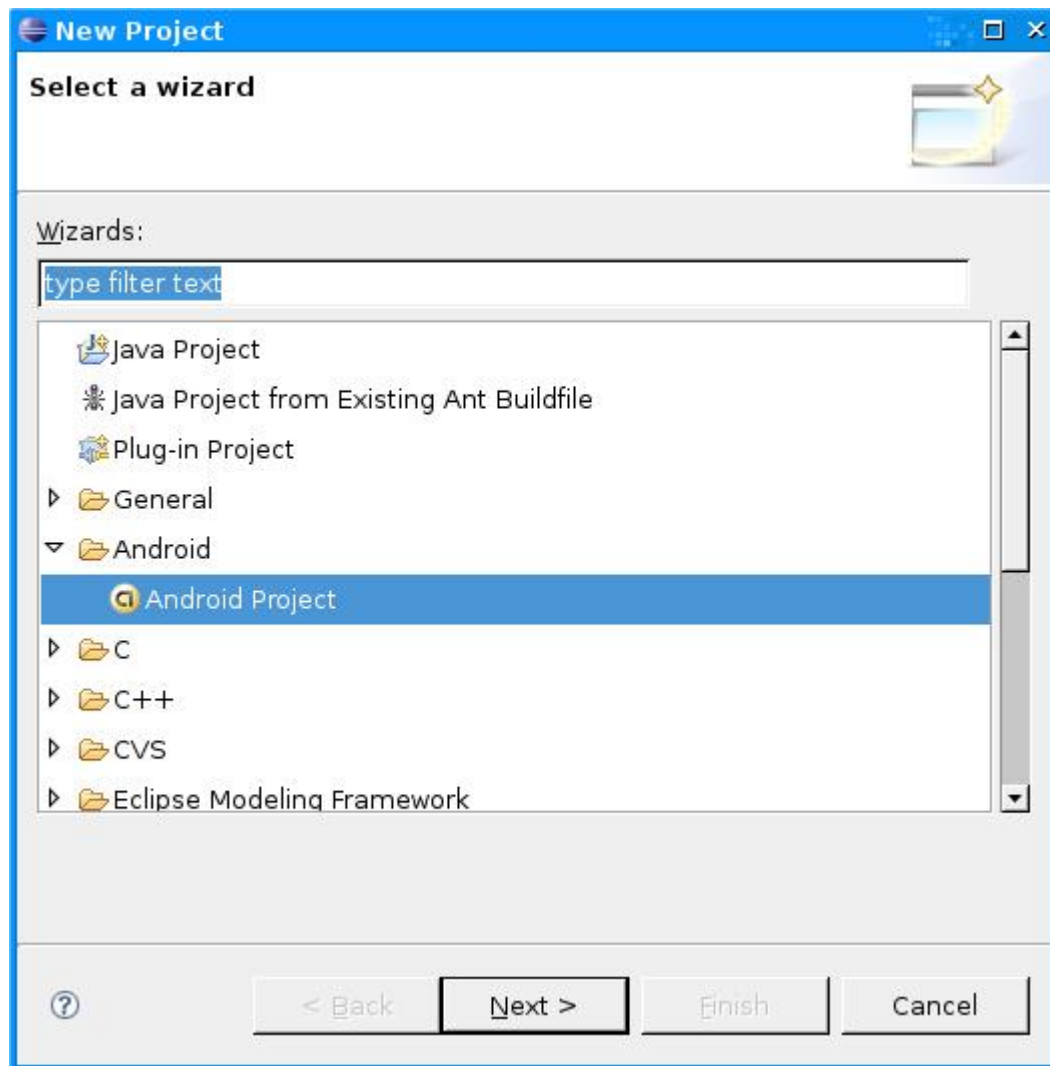 New Project
Select a wizard
Wizards:
type filter text
Java Project
Java Project from Existing Ant Buildfile
Plug-in Project
General
Android
Android Project
C
C++
CVS
Eclipse Modeling Framework
< Back Next > Finish Cancel